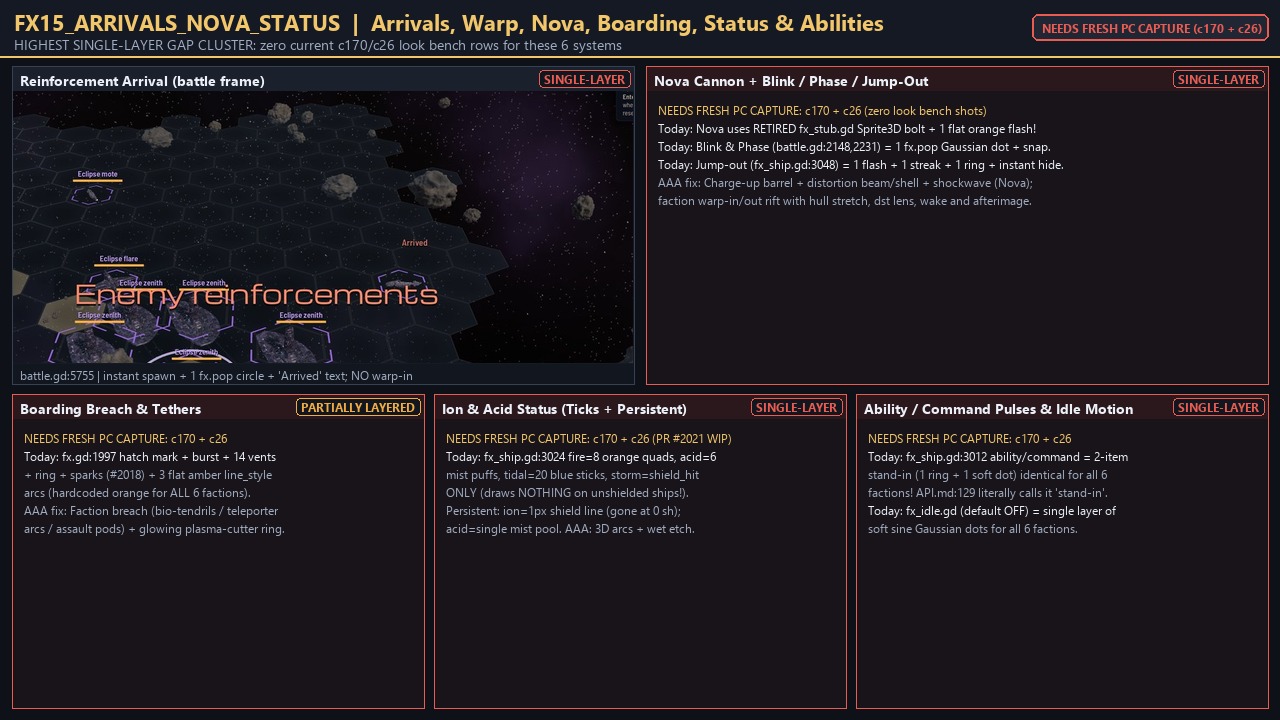 FX15_ARRIVALS_NOVA_STATUS | Arrivals, Warp, Nova, Boarding, Status & Abilities
HIGHEST SINGLE-LAYER GAP CLUSTER: zero current c170/c26 look bench rows for these 6 systems
NEEDS FRESH PC CAPTURE (c170 + c26)
Reinforcement Arrival (battle frame)
SINGLE-LAYER
Eclipse mote
Arrived
Eclipse flare
Eclipse zenith
Eclipse zenith
Enemy reinforcements
Eclipse zenith
Eclipse zenith
Eclipse zenith
battle.gd:5755 | instant spawn + 1 fx.pop circle + 'Arrived' text; NO warp-in
Nova Cannon + Blink / Phase / Jump-Out
SINGLE-LAYER
NEEDS FRESH PC CAPTURE: c170 + c26 (zero look bench shots)
Today: Nova uses RETIRED fx_stub.gd Sprite3D bolt + 1 flat orange flash!
Today: Blink & Phase (battle.gd:2148,2231) = 1 fx.pop Gaussian dot + snap.
Today: Jump-out (fx_ship.gd:3048) = 1 flash + 1 streak + 1 ring + instant hide.
AAA fix: Charge-up barrel + distortion beam/shell + shockwave (Nova);
faction warp-in/out rift with hull stretch, dst lens, wake and afterimage.
Boarding Breach & Tethers
PARTIALLY LAYERED
NEEDS FRESH PC CAPTURE: c170 + c26
Today: fx.gd:1997 hatch mark + burst + 14 vents
+ ring + sparks (#2018) + 3 flat amber line_style
arcs (hardcoded orange for ALL 6 factions).
AAA fix: Faction breach (bio-tendrils / teleporter
arcs / assault pods) + glowing plasma-cutter ring.
Ion & Acid Status (Ticks + Persistent)
SINGLE-LAYER
NEEDS FRESH PC CAPTURE: c170 + c26 (PR #2021 WIP)
Today: fx_ship.gd:3024 fire=8 orange quads, acid=6
mist puffs, tidal=20 blue sticks, storm=shield_hit
ONLY (draws NOTHING on unshielded ships!).
Persistent: ion=1px shield line (gone at 0 sh);
acid=single mist pool. AAA: 3D arcs + wet etch.
Ability / Command Pulses & Idle Motion
SINGLE-LAYER
NEEDS FRESH PC CAPTURE: c170 + c26
Today: fx_ship.gd:3012 ability/command = 2-item
stand-in (1 ring + 1 soft dot) identical for all 6
factions! API.md:129 literally calls it 'stand-in'.
Today: fx_idle.gd (default OFF) = single layer of
soft sine Gaussian dots for all 6 factions.